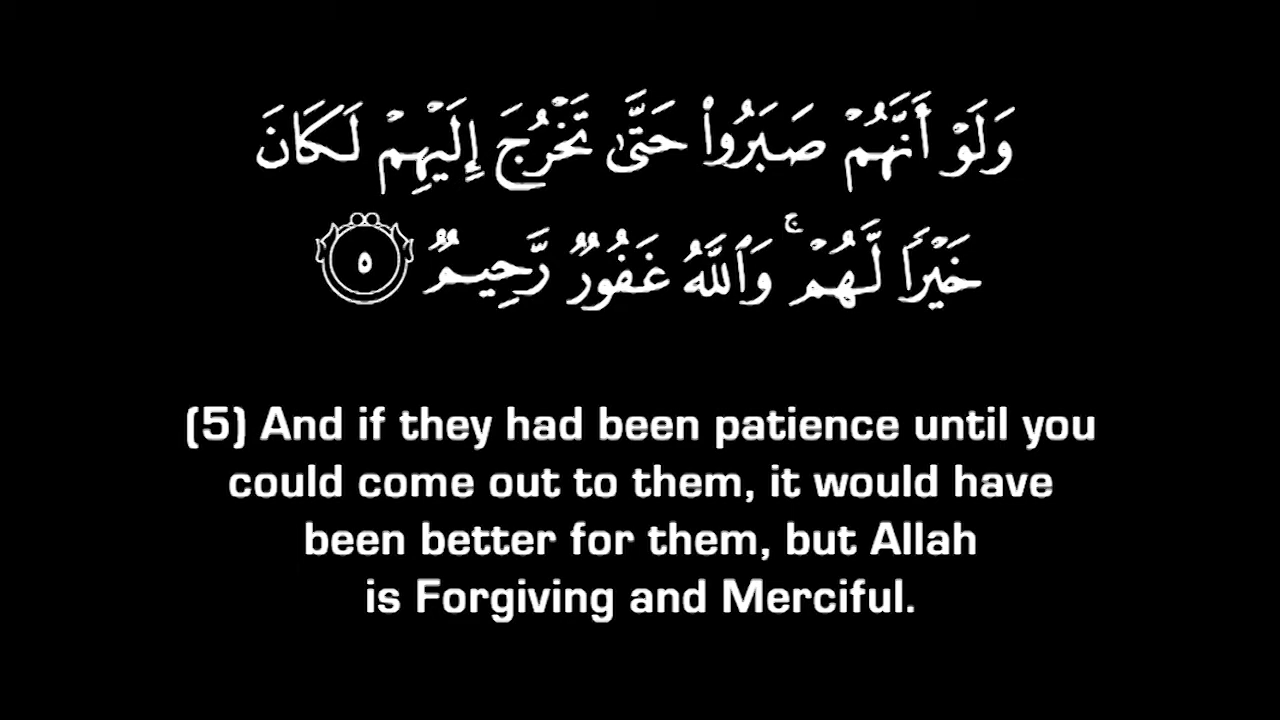 وَلَوْ أَنَّهُمْ صَبَرُوا۟ حَتَّىٰ تَخْرُجَ إِلَيْهِمْ لَكَانَ
خَيْرًا لَّهُمْ ۚ وَٱللَّهُ غَفُورٌ رَّحِيمٌ ٥
(5) And if they had been patience until you
could come out to them, it would have
been better for them, but Allah
is Forgiving and Merciful.